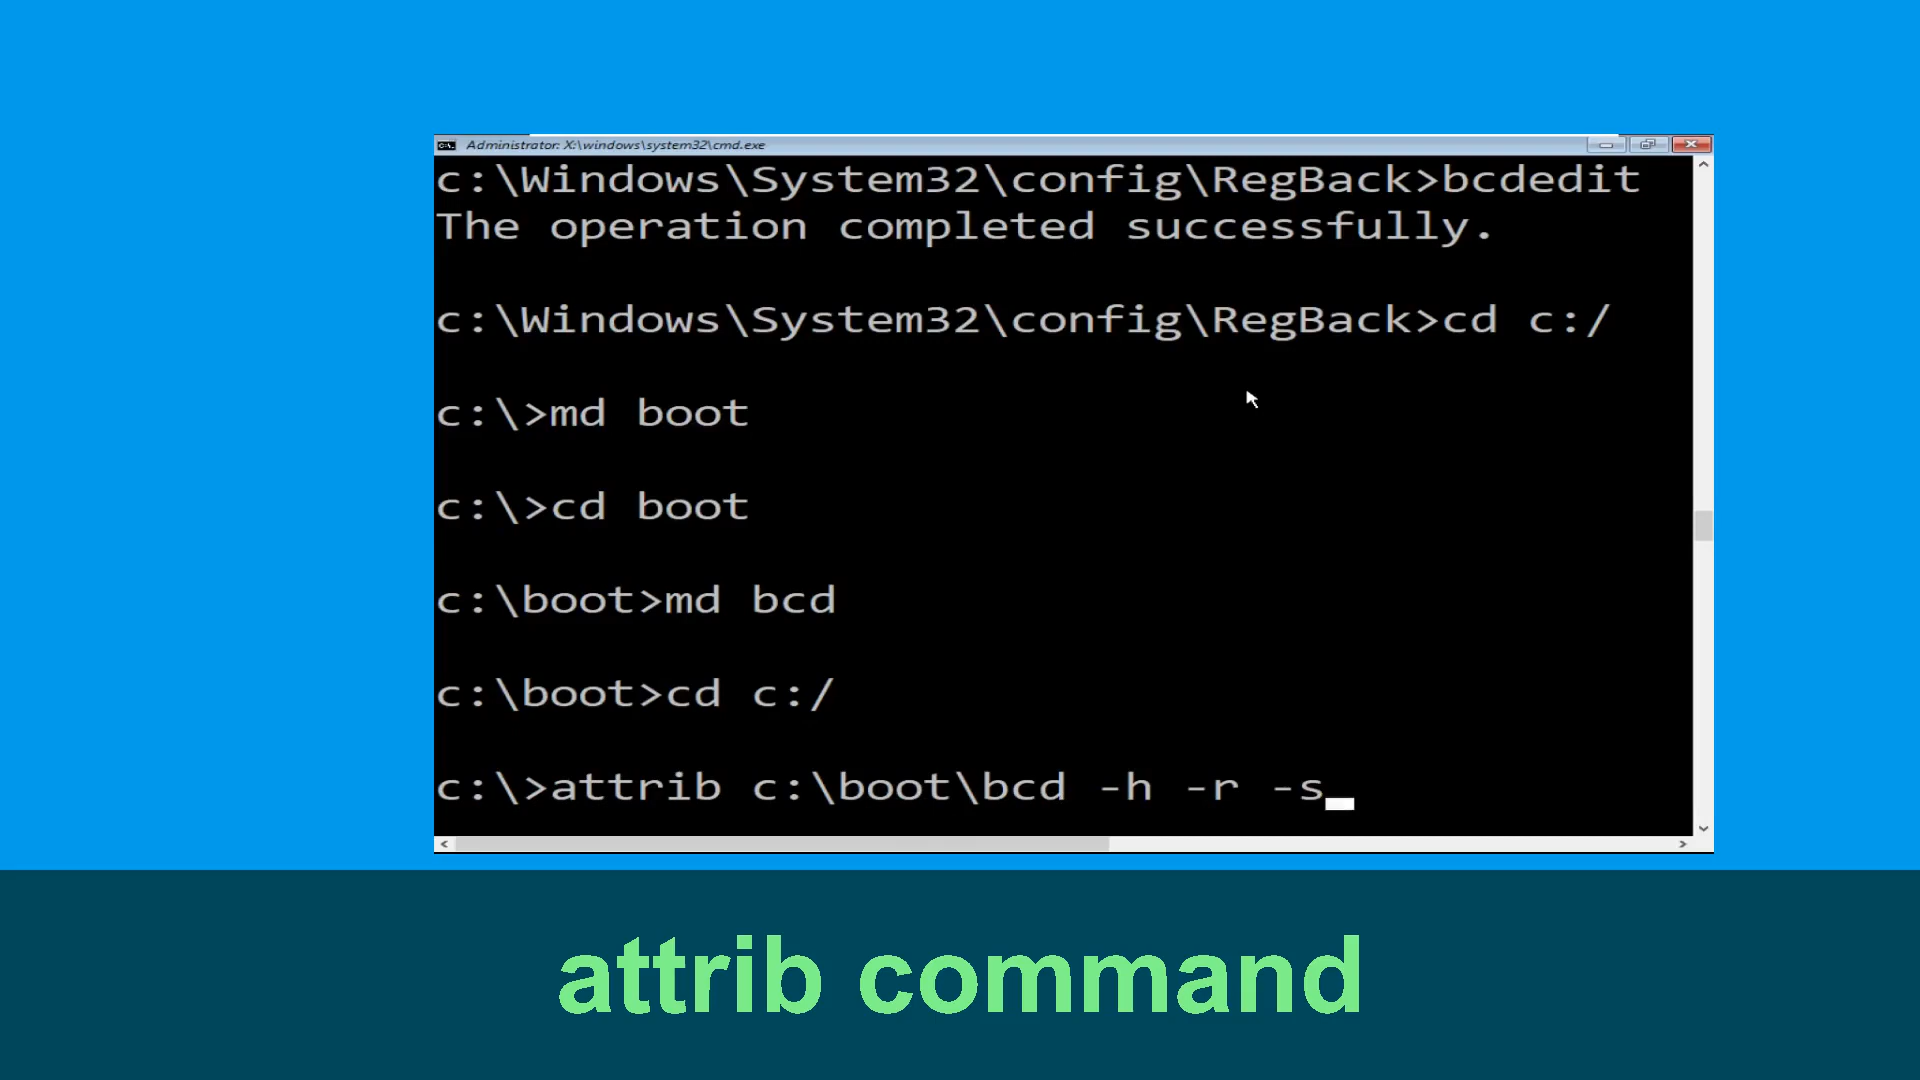 Administrator: X:\windows\system32\cmd.exe
c:\Windows\System32\config\RegBack>bcdedit
The operation completed successfully.
c:\Windows\System32\config\RegBack>cd c:/
c:\>md boot
c:\>cd boot
c:\boot>md bcd
c:\boot>cd c:/
c:\>attrib c:\boot\bcd -h -r -s
attrib command